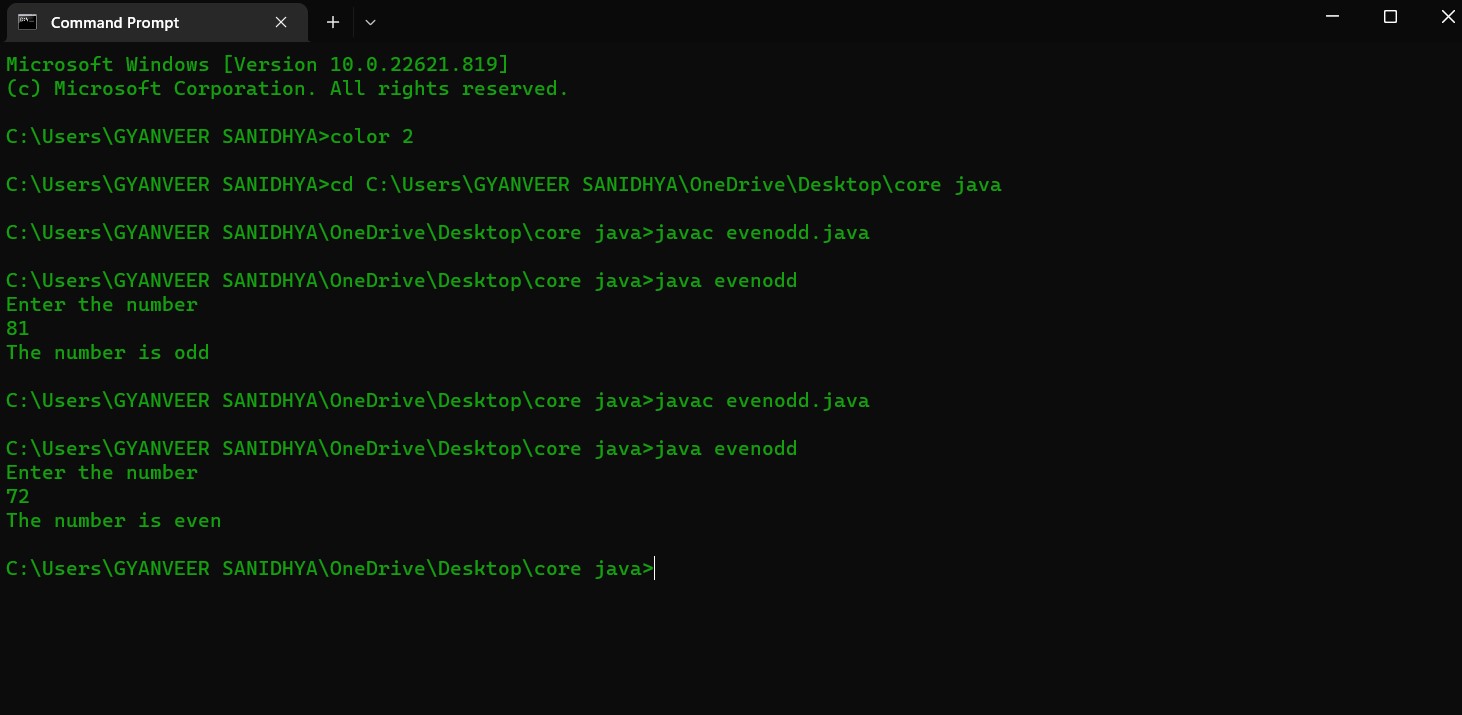 Command Prompt
Microsoft Windows [Version 10.0.22621.819]
(c) Microsoft Corporation. All rights reserved.
C:\Users\GYANVEER SANIDHYA>color 2
C:\Users\GYANVEER SANIDHYA>cd C:\Users\GYANVEER SANIDHYA\OneDrive\Desktop\core java
C:\Users\GYANVEER SANIDHYA\OneDrive\Desktop\core java>javac evenodd.java
C:\Users\GYANVEER SANIDHYA\OneDrive\Desktop\core java>java evenodd
Enter the number
81
The number is odd
C:\Users\GYANVEER SANIDHYA\OneDrive\Desktop\core java>javac evenodd.java
C:\Users\GYANVEER SANIDHYA\OneDrive\Desktop\core java>java evenodd
Enter the number
72
The number is even
C:\Users\GYANVEER SANIDHYA\OneDrive\Desktop\core java>